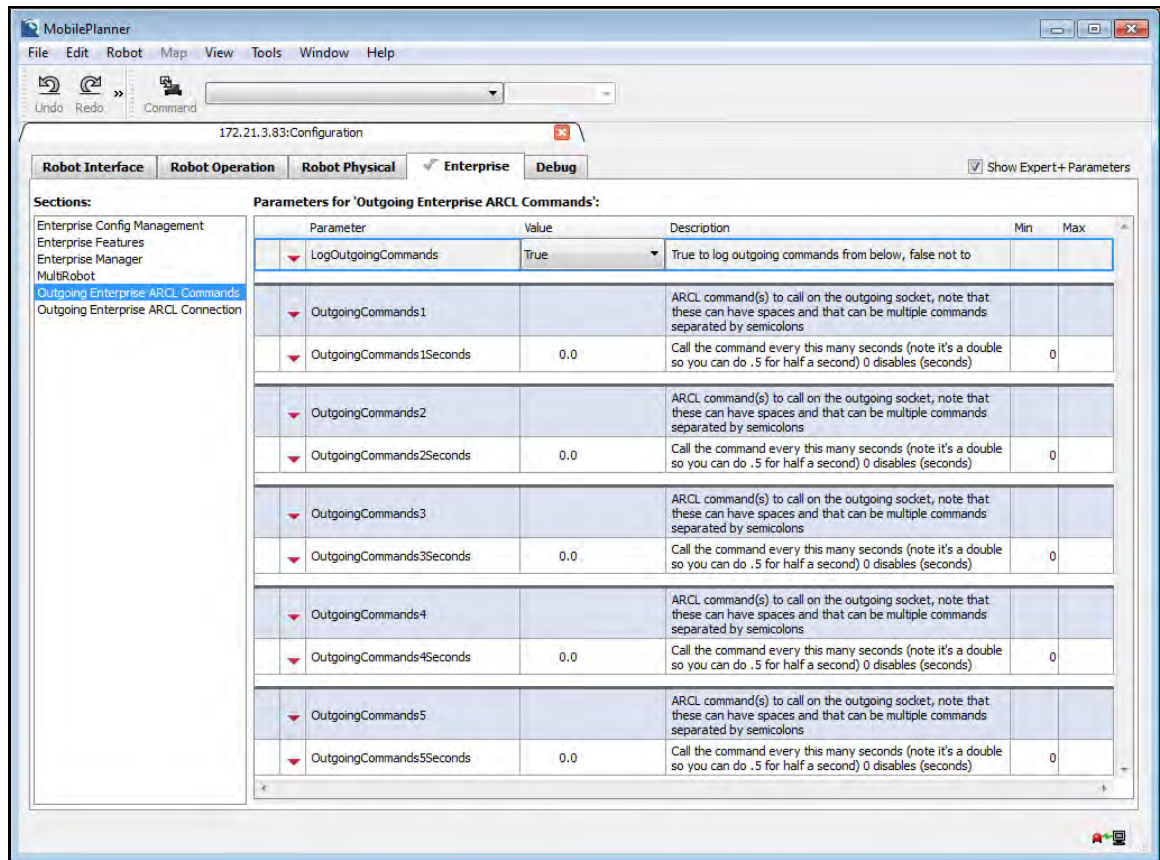 MobilePlanner
File Edit Robot Map View Tools Window Help
»
Undo Redo Command
172.21.3.83:Configuration
Robot Interface Robot Operation Robot Physical Enterprise Debug Show Expert+ Parameters
Sections:
Enterprise Config Management
Enterprise Features
Enterprise Manager
MultiRobot
Outgoing Enterprise ARCL Commands
Outgoing Enterprise ARCL Connection
Parameters for 'Outgoing Enterprise ARCL Commands':
Parameter Value Description Min Max
LogOutgoingCommands True True to log outgoing commands from below, false not to
OutgoingCommands1
ARCL command(s) to call on the outgoing socket, note that
these can have spaces and that can be multiple commands
separated by semicolons
OutgoingCommands1Seconds 0.0
Call the command every this many seconds (note it's a double
so you can do .5 for half a second) 0 disables (seconds)
0
OutgoingCommands2
ARCL command(s) to call on the outgoing socket, note that
these can have spaces and that can be multiple commands
separated by semicolons
OutgoingCommands2Seconds 0.0
Call the command every this many seconds (note it's a double
so you can do .5 for half a second) 0 disables (seconds)
0
OutgoingCommands3
ARCL command(s) to call on the outgoing socket, note that
these can have spaces and that can be multiple commands
separated by semicolons
OutgoingCommands3Seconds 0.0
Call the command every this many seconds (note it's a double
so you can do .5 for half a second) 0 disables (seconds)
0
OutgoingCommands4
ARCL command(s) to call on the outgoing socket, note that
these can have spaces and that can be multiple commands
separated by semicolons
OutgoingCommands4Seconds 0.0
Call the command every this many seconds (note it's a double
so you can do .5 for half a second) 0 disables (seconds)
0
OutgoingCommands5
ARCL command(s) to call on the outgoing socket, note that
these can have spaces and that can be multiple commands
separated by semicolons
OutgoingCommands5Seconds 0.0
Call the command every this many seconds (note it's a double
so you can do .5 for half a second) 0 disables (seconds)
0